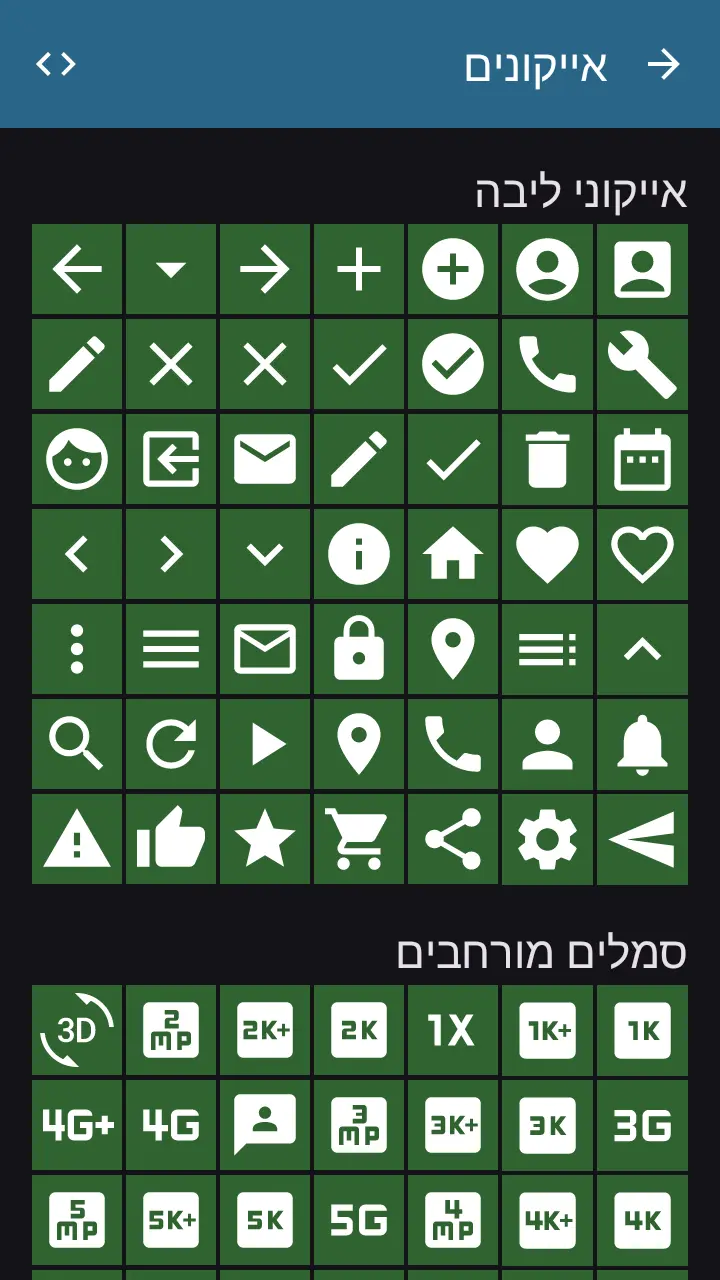 אייקונים
אייקוני ליבה
סמלים מורחבים
1K 1K+ 1X 2K 2K+ 2 MP 3D
3G 3K 3K+ 3 MP 4G 4G+
4K 4K+ 4 MP 5G 5K 5K+ 5 MP